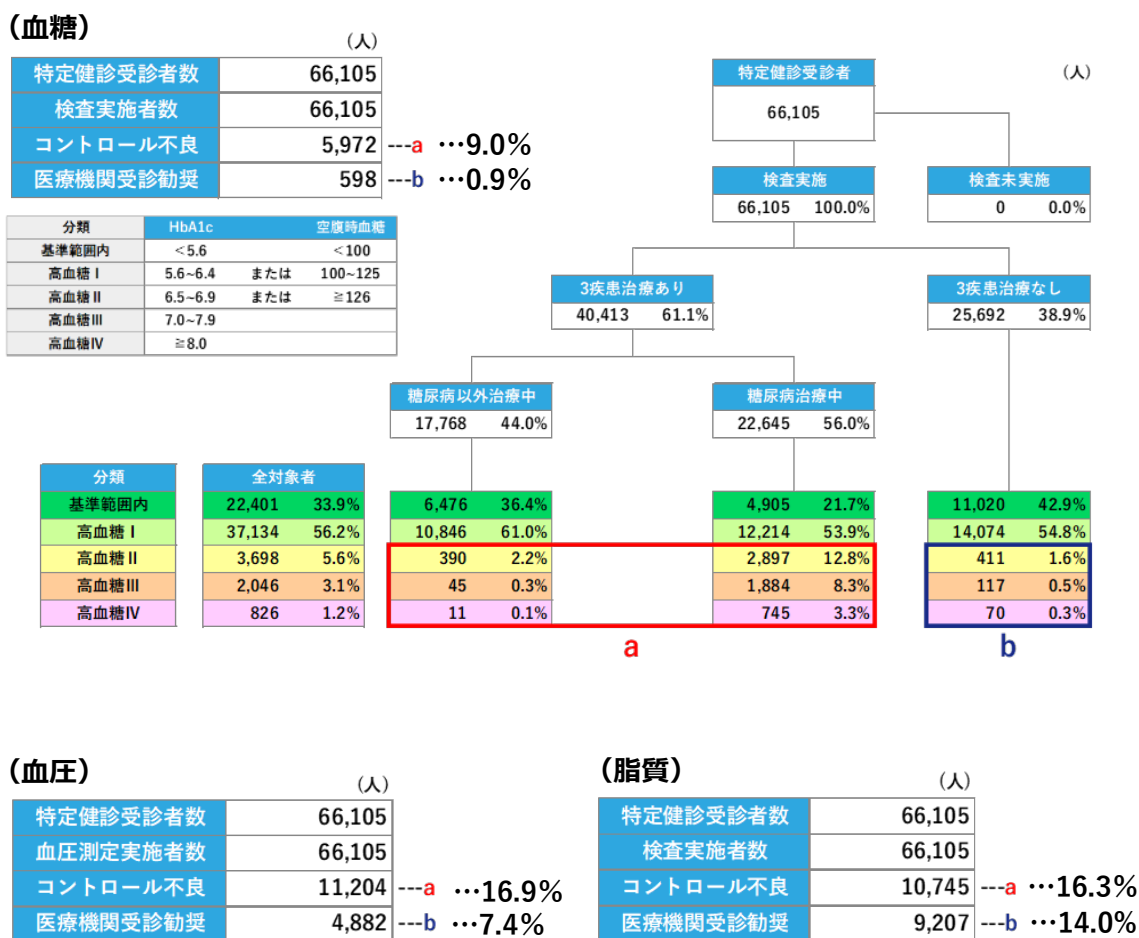 （血糖）
（人）
特定健診受診者数 66,105
検査実施者数 66,105
コントロール不良 5,972 ---a …9.0%
医療機関受診勧奨 598 ---b …0.9%
分類 HbA1c 空腹時血糖
基準範囲内 ＜5.6 ＜100
高血糖Ⅰ 5.6~6.4 または 100~125
高血糖Ⅱ 6.5~6.9 または ≧126
高血糖Ⅲ 7.0~7.9
高血糖Ⅳ ≧8.0
特定健診受診者 （人）
66,105
検査実施 検査未実施
66,105 100.0% 0 0.0%
3疾患治療あり 3疾患治療なし
40,413 61.1% 25,692 38.9%
糖尿病以外治療中 糖尿病治療中
17,768 44.0% 22,645 56.0%
分類 全対象者
基準範囲内 22,401 33.9% 6,476 36.4% 4,905 21.7% 11,020 42.9%
高血糖Ⅰ 37,134 56.2% 10,846 61.0% 12,214 53.9% 14,074 54.8%
高血糖Ⅱ 3,698 5.6% 390 2.2% 2,897 12.8% 411 1.6%
高血糖Ⅲ 2,046 3.1% 45 0.3% 1,884 8.3% 117 0.5%
高血糖Ⅳ 826 1.2% 11 0.1% 745 3.3% 70 0.3%
a b
（血圧）
（人）
特定健診受診者数 66,105
血圧測定実施者数 66,105
コントロール不良 11,204 ---a …16.9%
医療機関受診勧奨 4,882 ---b …7.4%
（脂質）
（人）
特定健診受診者数 66,105
検査実施者数 66,105
コントロール不良 10,745 ---a …16.3%
医療機関受診勧奨 9,207 ---b …14.0%